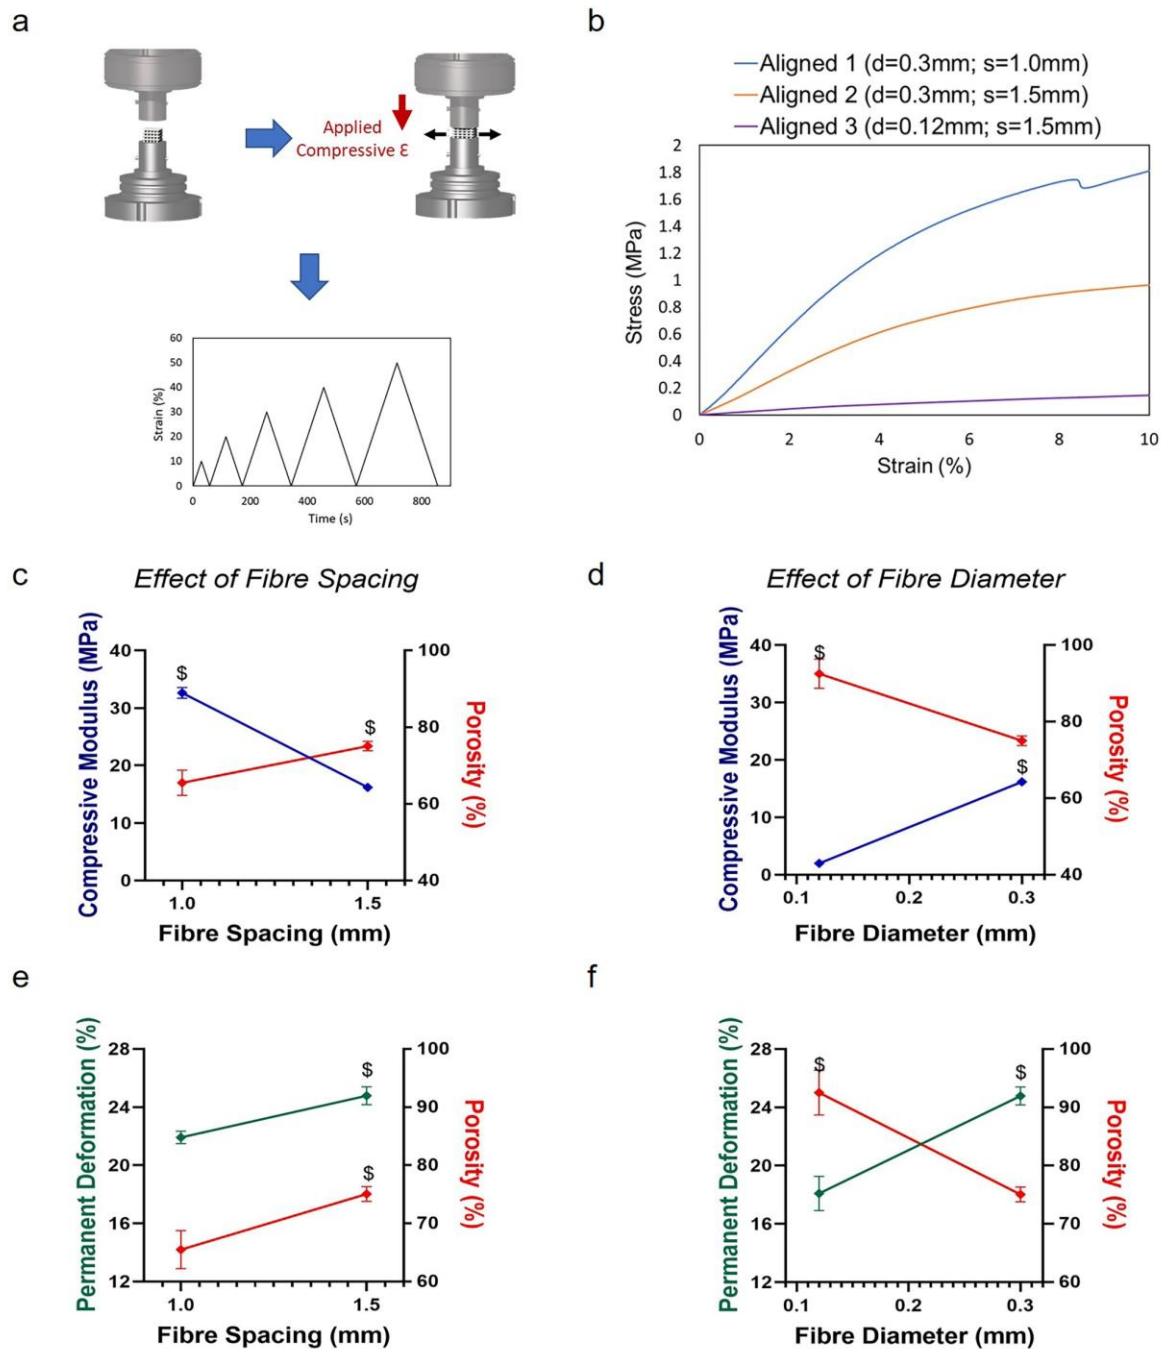 a
Applied
Compressive Ɛ
60
50
40
30
20
10
0
Strain (%)
0 200 400 600 800
Time (s)
b
Aligned 1 (d=0.3mm; s=1.0mm)
Aligned 2 (d=0.3mm; s=1.5mm)
Aligned 3 (d=0.12mm; s=1.5mm)
2
1.8
1.6
1.4
1.2
1
0.8
0.6
0.4
0.2
0
Stress (MPa)
0 2 4 6 8 10
Strain (%)
c
Effect of Fibre Spacing
Compressive Modulus (MPa)
40
30
20
10
0
$
$
100
80
60
40
Porosity (%)
1.0 1.5
Fibre Spacing (mm)
d
Effect of Fibre Diameter
Compressive Modulus (MPa)
40
30
20
10
0
$
$
100
80
60
40
Porosity (%)
0.1 0.2 0.3
Fibre Diameter (mm)
e
Permanent Deformation (%)
28
24
20
16
12
$
$
100
90
80
70
60
Porosity (%)
1.0 1.5
Fibre Spacing (mm)
f
Permanent Deformation (%)
28
24
20
16
12
$ $
100
90
80
70
60
Porosity (%)
0.1 0.2 0.3
Fibre Diameter (mm)